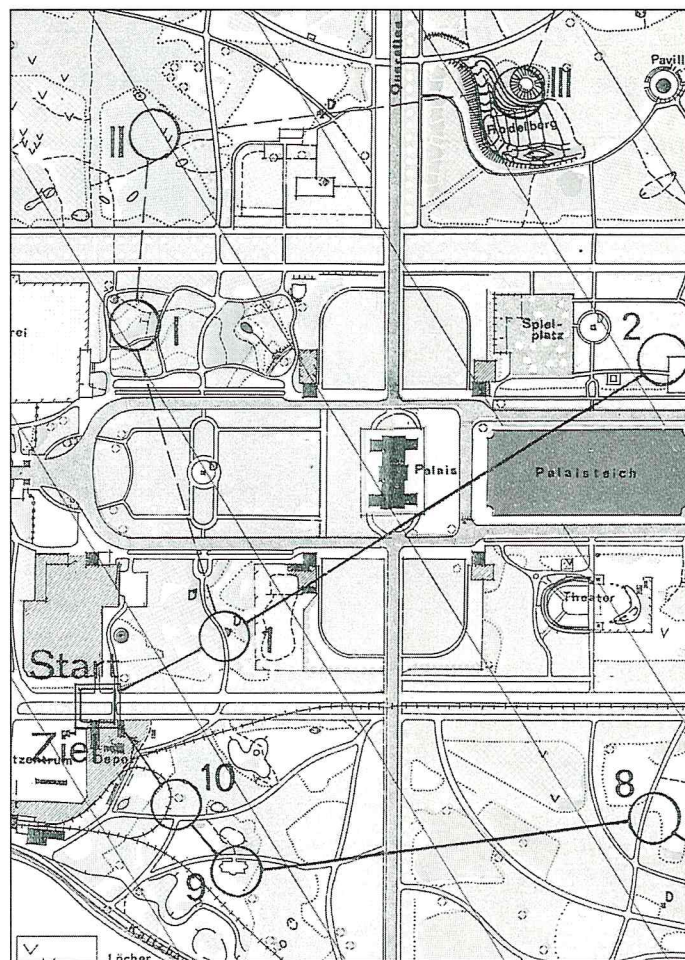 Querallee
Pavill
III
Rodelberg
D
II
I
rei
Spiel-
platz
2
Palais
Palaisteich
D
D
1
Theater
Start
Ziel
tzentrum
Depot
10
8
9
D
Löcher